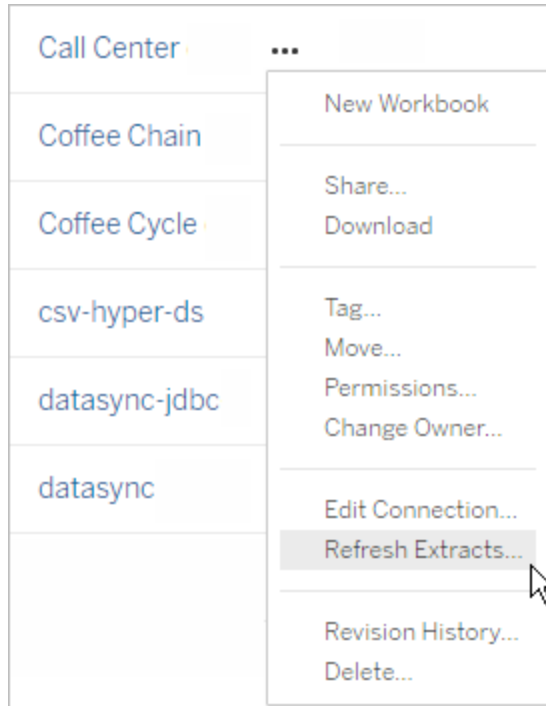 Call Center
Coffee Chain
Coffee Cycle
csv-hyper-ds
datasync-jdbc
datasync
New Workbook
Share...
Download
Tag...
Move...
Permissions...
Change Owner...
Edit Connection...
Refresh Extracts...
Revision History...
Delete...